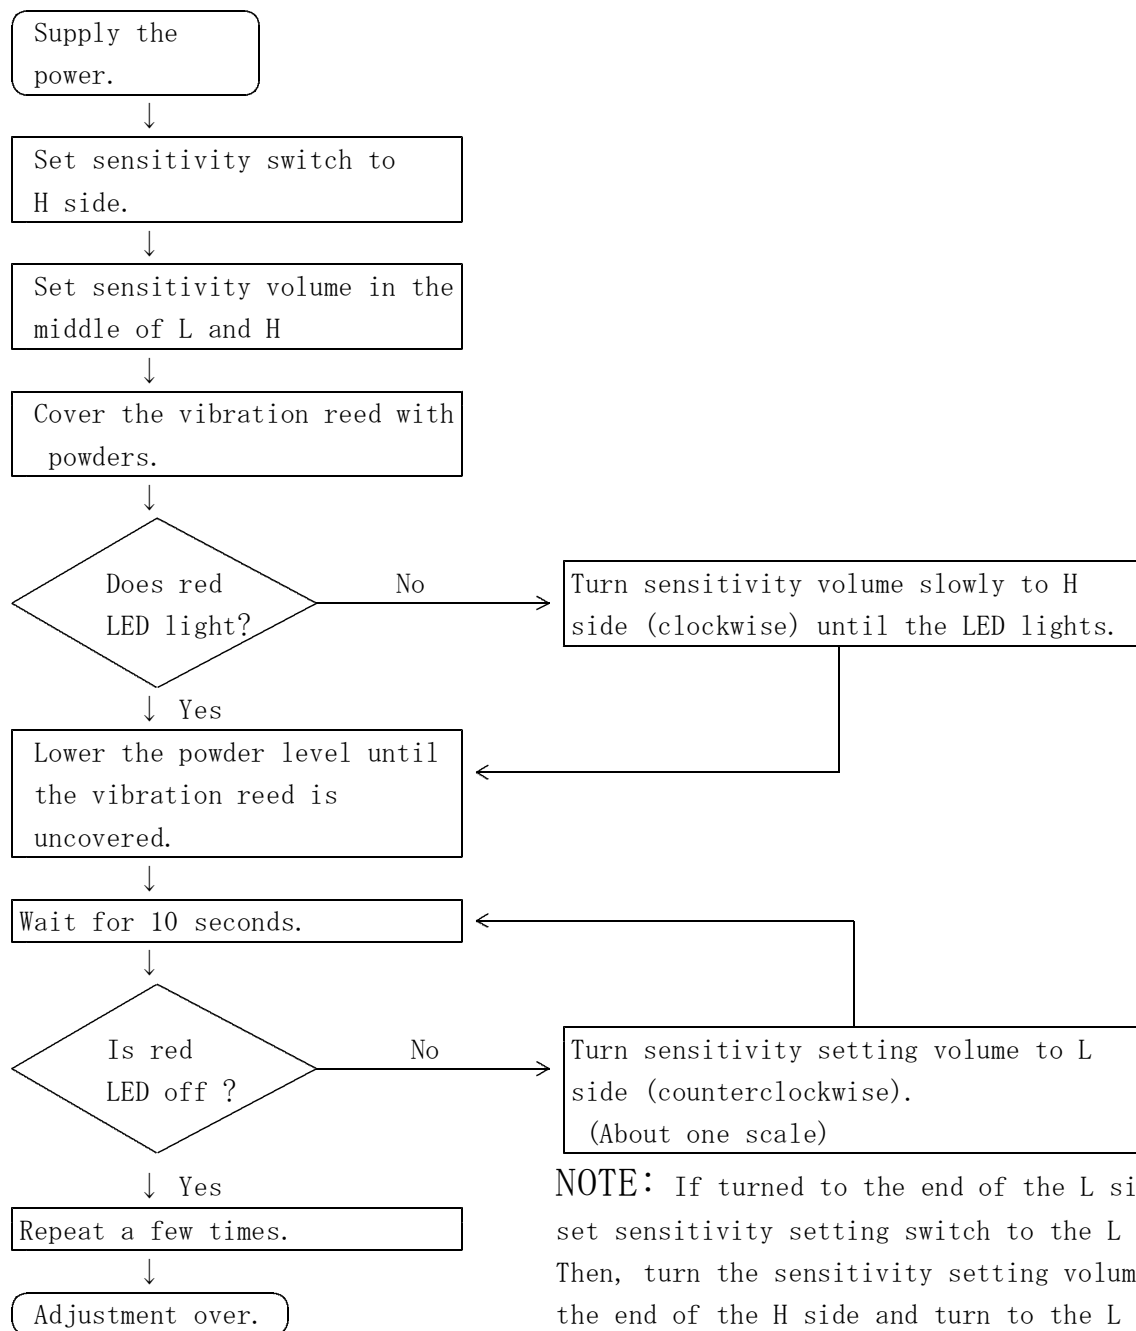 Supply the
power.
↓
Set sensitivity switch to
H side.
↓
Set sensitivity volume in the
middle of L and H
↓
Cover the vibration reed with
powders.
↓
Does red
LED light?
No
Turn sensitivity volume slowly to H
side (clockwise) until the LED lights.
↓ Yes
Lower the powder level until
the vibration reed is
uncovered.
↓
Wait for 10 seconds.
↓
Is red
LED off ?
No
Turn sensitivity setting volume to L
side (counterclockwise).
(About one scale)
↓ Yes
Repeat a few times.
↓
Adjustment over.
NOTE: If turned to the end of the L
set sensitivity setting switch to the L
Then, turn the sensitivity setting
the end of the H side and turn to the L